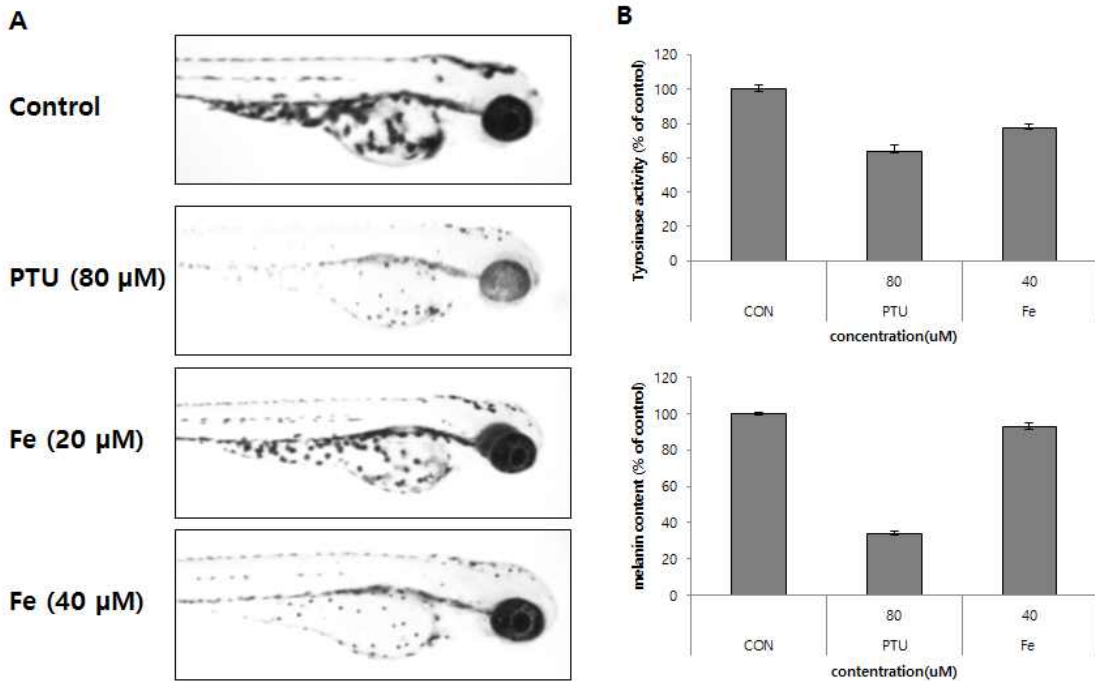 A
Control
PTU (80 μM)
Fe (20 μM)
Fe (40 μM)
B
Tyrosinase activity (% of control)
120
100
80
60
40
20
0
80 40
CON PTU Fe
concentration(uM)
melanin content (% of control)
120
100
80
60
40
20
0
80 40
CON PTU Fe
contentration(uM)